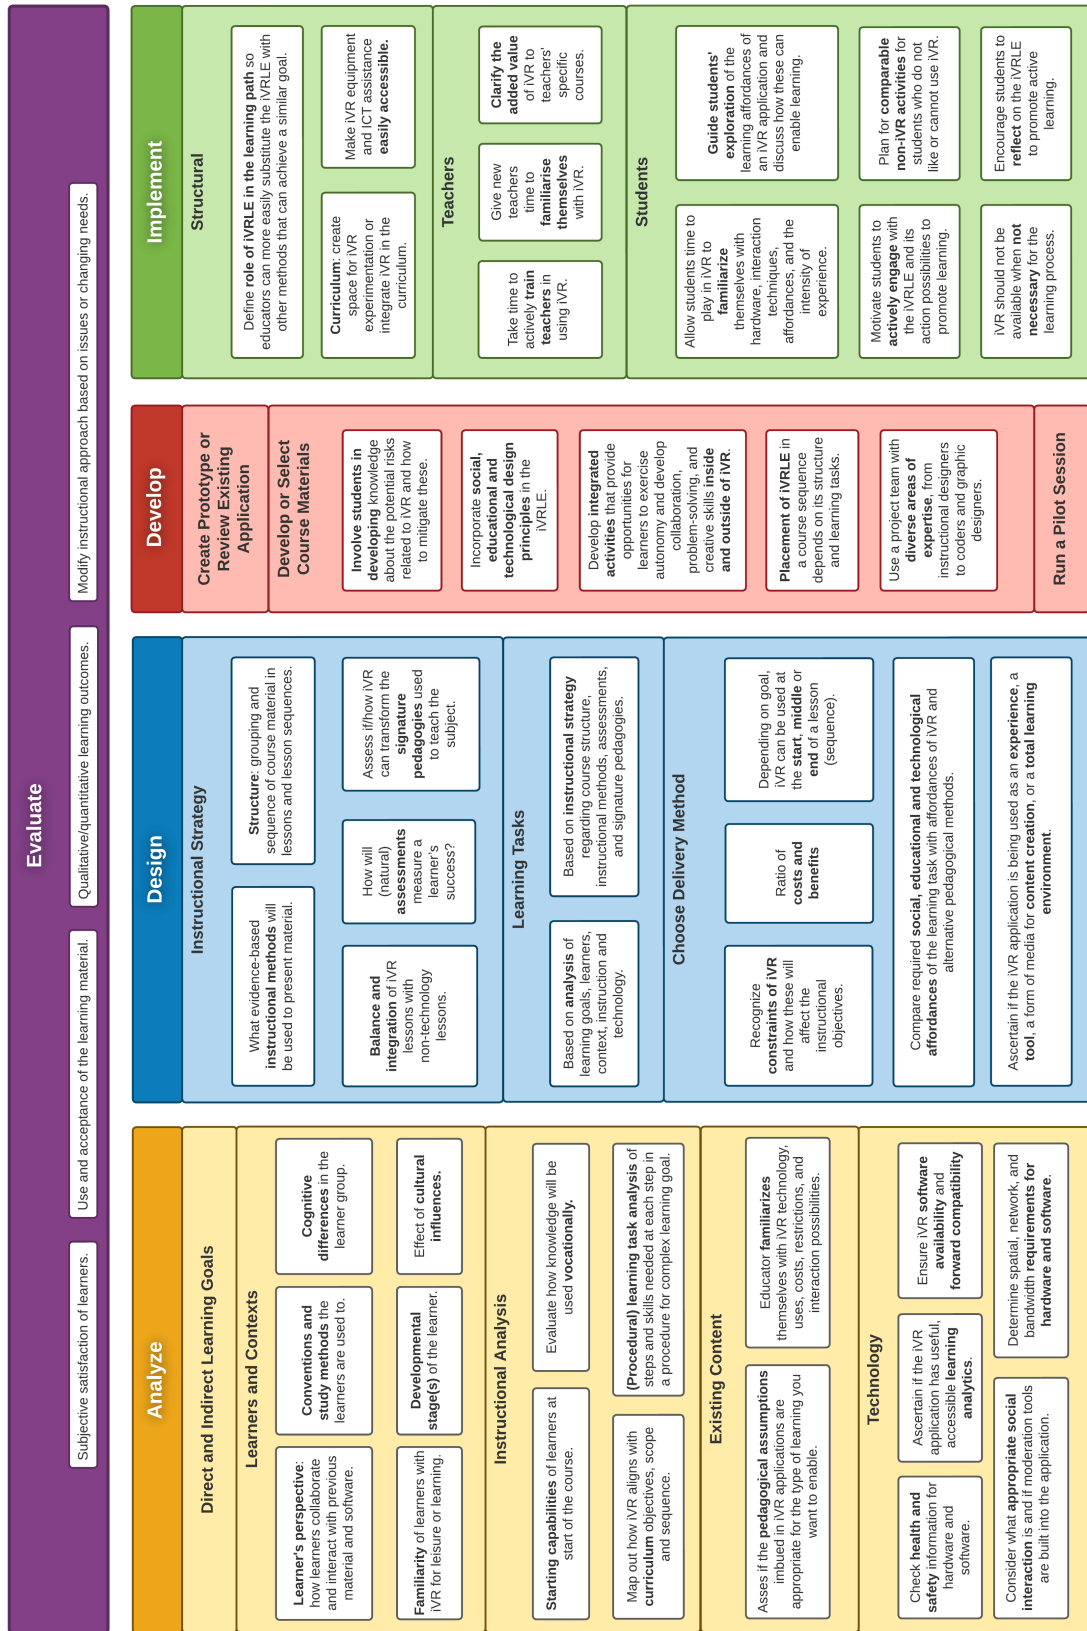 Evaluate
Subjective satisfaction of learners.
Use and acceptance of the learning material.
Qualitative/quantitative learning outcomes.
Modify instructional approach based on issues or changing needs.
Analyze
Direct and Indirect Learning Goals
Learners and Contexts
Learner's perspective:
how learners collaborate
and interact with previous
material and software.
Conventions and
study methods the
learners are used to.
Cognitive
differences in the
learner group.
Familiarity of learners with
iVR for leisure or learning.
Developmental
stage(s) of the learner.
Effect of cultural
influences.
Instructional Analysis
Starting capabilities of learners at
start of the course.
Evaluate how knowledge will be
used vocationally.
Map out how iVR aligns with
curriculum objectives, scope
and sequence.
(Procedural) learning task analysis of
steps and skills needed at each step in
a procedure for complex learning goal.
Existing Content
Asses if the pedagogical assumptions
imbued in iVR applications are
appropriate for the type of learning you
want to enable.
Educator familiarizes
themselves with iVR technology,
uses, costs, restrictions, and
interaction possibilities.
Technology
Check health and
safety information for
hardware and
software.
Ascertain if the iVR
application has useful,
accessible learning
analytics.
Ensure iVR software
availability and
forward compatibility
Consider what appropriate social
interaction is and if moderation tools
are built into the application.
Determine spatial, network, and
bandwidth requirements for
hardware and software.
Design
Instructional Strategy
What evidence-based
instructional methods will
be used to present material.
Structure: grouping and
sequence of course material in
lessons and lesson sequences.
Balance and
integration of iVR
lessons with
non-technology
lessons.
How will
(natural)
assessments
measure a
learner's
success?
Assess if/how iVR
can transform the
signature
pedagogies used
to teach the
subject.
Learning Tasks
Based on analysis of
learning goals, learners,
context, instruction and
technology.
Based on instructional strategy
regarding course structure,
instructional methods, assessments,
and signature pedagogies.
Choose Delivery Method
Recognize
constraints of iVR
and how these will
affect the
instructional
objectives.
Ratio of
costs and
benefits
Depending on goal,
iVR can be used at
the start, middle or
end of a lesson
(sequence).
Compare required social, educational and technological
affordances of the learning task with affordances of iVR and
alternative pedagogical methods.
Ascertain if the iVR application is being used as an experience, a
tool, a form of media for content creation, or a total learning
environment.
Develop
Create Prototype or
Review Existing
Application
Develop or Select
Course Materials
Involve students in
developing knowledge
about the potential risks
related to iVR and how
to mitigate these.
Incorporate social,
educational and
technological design
principles in the
iVRLE.
Develop integrated
activities that provide
opportunities for
learners to exercise
autonomy and develop
collaboration,
problem-solving, and
creative skills inside
and outside of iVR.
Placement of iVRLE in
a course sequence
depends on its structure
and learning tasks.
Use a project team with
diverse areas of
expertise, from
instructional designers
to coders and graphic
designers.
Run a Pilot Session
Implement
Structural
Define role of iVRLE in the learning path so
educators can more easily substitute the iVRLE with
other methods that can achieve a similar goal.
Curriculum: create
space for iVR
experimentation or
integrate iVR in the
curriculum.
Make iVR equipment
and ICT assistance
easily accessible.
Teachers
Take time to
actively train
teachers in
using iVR.
Give new
teachers
time to
familiarise
themselves
with iVR.
Clarify the
added value
of iVR to
teachers'
specific
courses.
Students
Allow students time to
play in iVR to
familiarize
themselves with
hardware, interaction
techniques,
affordances, and the
intensity of
experience.
Guide students'
exploration of the
learning affordances of
an iVR application and
discuss how these can
enable learning.
Motivate students to
actively engage with
the iVRLE and its
action possibilities to
promote learning.
Plan for comparable
non-iVR activities for
students who do not
like or cannot use iVR.
iVR should not be
available when not
necessary for the
learning process.
Encourage students to
reflect on the iVRLE
to promote active
learning.